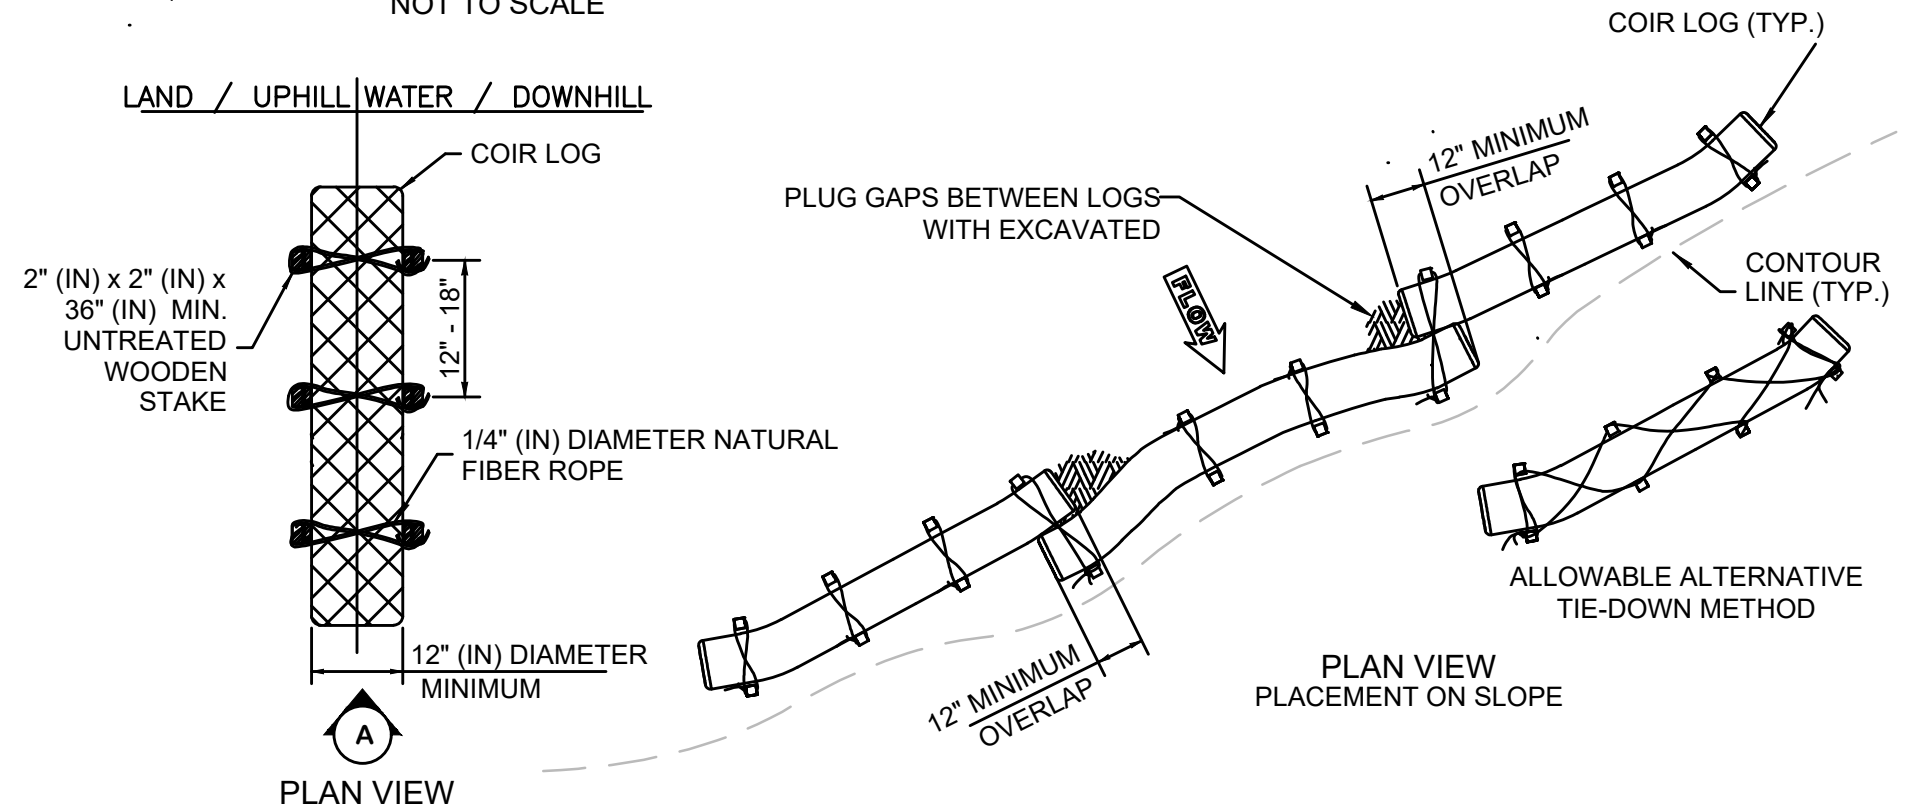 NOT TO SCALE
LAND / UPHILL WATER / DOWNHILL
COIR LOG
2" (IN) x 2" (IN) x
36" (IN) MIN.
UNTREATED
WOODEN
STAKE
12" - 18"
1/4" (IN) DIAMETER NATURAL
FIBER ROPE
12" (IN) DIAMETER
MINIMUM
A
PLAN VIEW
COIR LOG (TYP.)
12" MINIMUM
OVERLAP
PLUG GAPS BETWEEN LOGS
WITH EXCAVATED
FLOW
CONTOUR
LINE (TYP.)
12" MINIMUM
OVERLAP
ALLOWABLE ALTERNATIVE
TIE-DOWN METHOD
PLAN VIEW
PLACEMENT ON SLOPE